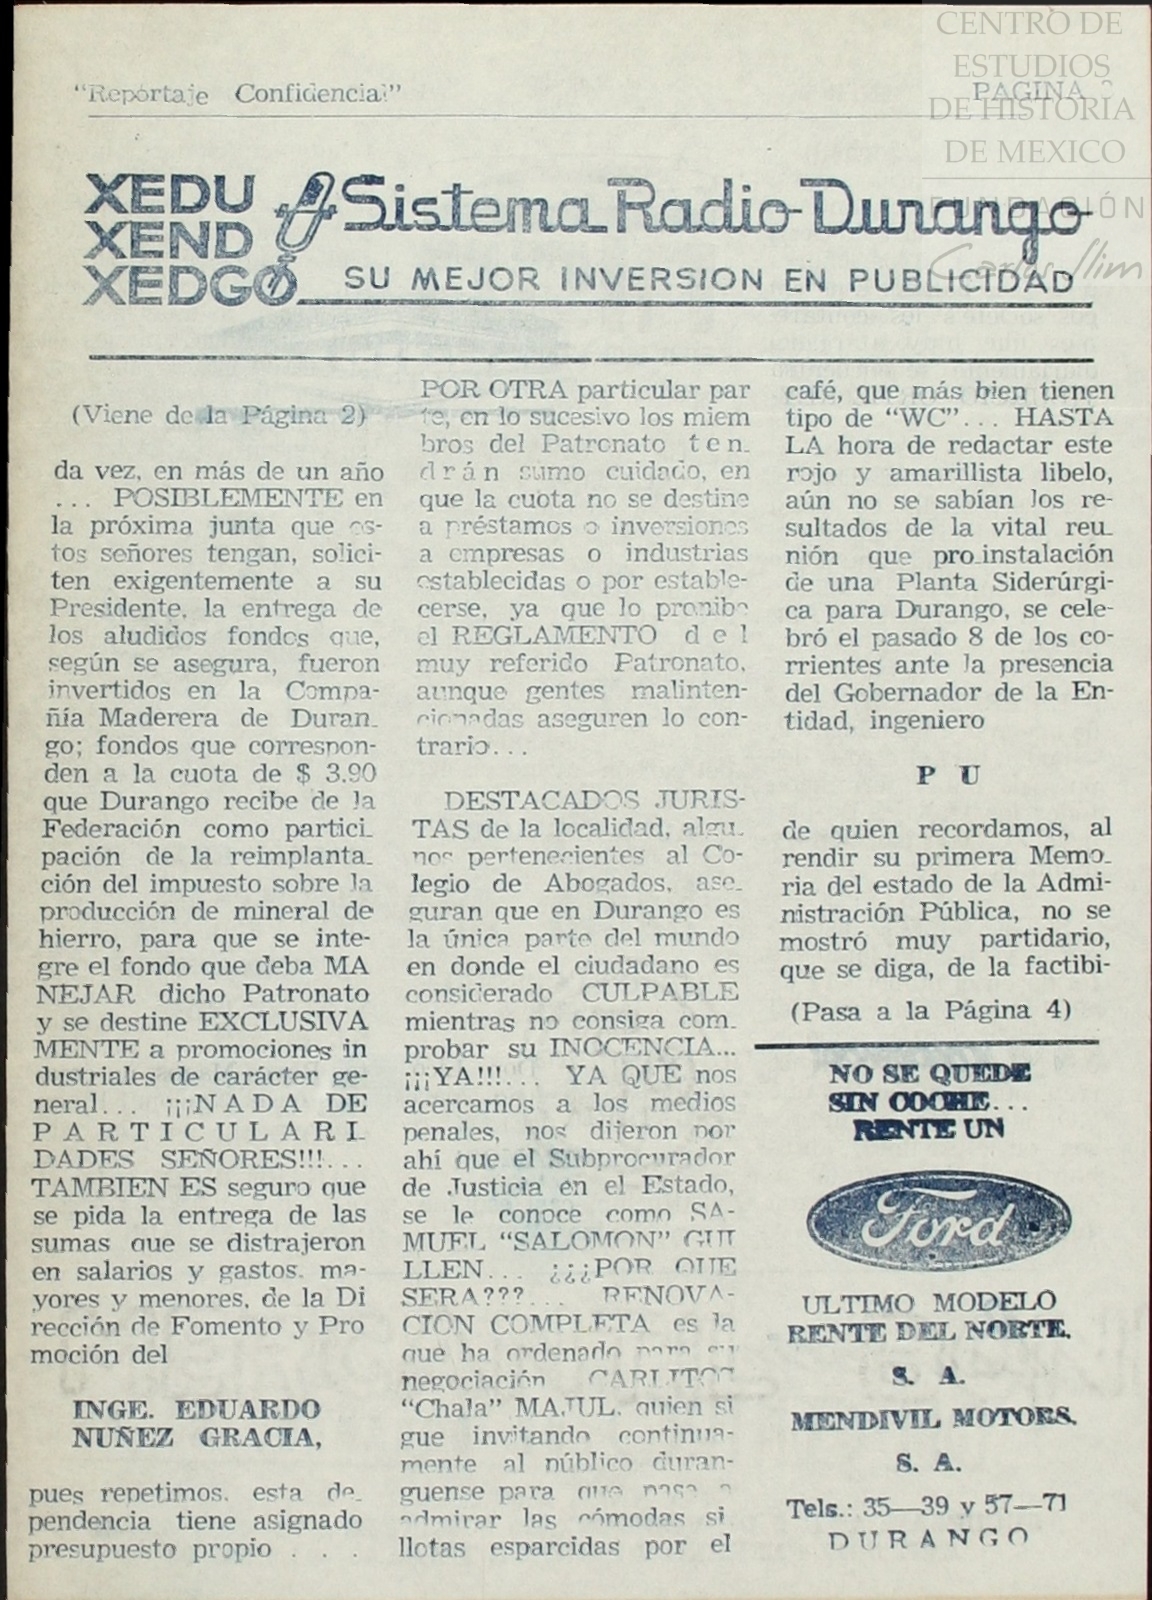 CENTRO DE
ESTUDIOS
DE HISTORIA
DE MEXICO
FUNDACIÓN
Carlos Slim
"Repórtaje Confidencial"
PAGINA
XEDU
XEND
XEDGO
Sistema Radio Durango
SU MEJOR INVERSION EN PUBLICIDAD
(Viene de la Página 2)
da vez, en más de un año
... POSIBLEMENTE en
la próxima junta que es-
tos señores tengan, solici-
ten exigentemente a su
Presidente, la entrega de
los aludidos fondos que,
según se asegura, fueron
invertidos en la Compa-
ñía Maderera de Duran_
go; fondos que correspon-
den a la cuota de $ 3.90
que Durango recibe de la
Federación como partici_
pación de la reimplanta_
ción del impuesto sobre la
producción de mineral de
hierro, para que se inte-
gre el fondo que deba MA
NEJAR dicho Patronato
y se destine EXCLUSIVA
MENTE a promociones in
dustriales de carácter ge-
neral... ¡¡¡NADA DE
PARTICULARI_
DADES SEÑORES!!!...
TAMBIEN ES seguro que
se pida la entrega de las
sumas que se distrajeron
en salarios y gastos, ma-
yores y menores, de la Di
rección de Fomento y Pro
moción del
INGE. EDUARDO
NUÑEZ GRACIA,
pues repetimos, esta de_
pendencia tiene asignado
presupuesto propio . . .
POR OTRA particular par
te, en lo sucesivo los miem
bros del Patronato ten_
drán sumo cuidado, en
que la cuota no se destine
a préstamos o inversiones
a empresas o industrias
establecidas o por estable-
cerse, ya que lo prohibe
el REGLAMENTO del
muy referido Patronato,
aunque gentes malinten-
cionadas aseguren lo con-
trario...
DESTACADOS JURIS-
TAS de la localidad, algu_
nos pertenecientes al Co-
legio de Abogados, ase_
guran que en Durango es
la única parte del mundo
en donde el ciudadano es
considerado CULPABLE
mientras no consiga com_
probar su INOCENCIA...
¡¡¡YA!!!... YA QUE nos
acercamos a los medios
penales, nos dijeron por
ahí que el Subprocurador
de Justicia en el Estado,
se le conoce como SA-
MUEL "SALOMON" GUI
LLEN... ¿¿¿POR QUE
SERA???... RENOVA-
CION COMPLETA es la
que ha ordenado para su
negociación CARLITOS
"Chala" MAJUL, quien si
gue invitando continua-
mente al público duran-
guense para que pase a
admirar las cómodas si
llotas esparcidas por el
café, que más bien tienen
tipo de "WC"... HASTA
LA hora de redactar este
rojo y amarillista libelo,
aún no se sabían los re-
sultados de la vital reu_
nión que pro_instalación
de una Planta Siderúrgi-
ca para Durango, se cele-
bró el pasado 8 de los co-
rrientes ante la presencia
del Gobernador de la En-
tidad, ingeniero
P U
de quien recordamos, al
rendir su primera Memo_
ria del estado de la Admi-
nistración Pública, no se
mostró muy partidario,
que se diga, de la factibi-
(Pasa a la Página 4)
NO SE QUEDE
SIN COCHE...
RENTE UN
Ford
ULTIMO MODELO
RENTE DEL NORTE,
S. A.
MENDIVIL MOTORS,
S. A.
Tels.: 35—39 y 57—71
DURANGO